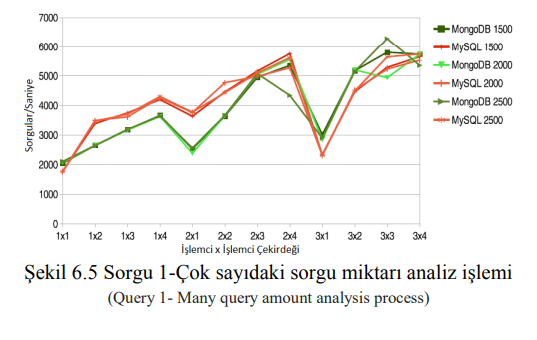 7000
6000
5000
4000
3000
2000
1000
0
Sorgular/Saniye
1x1 1x2 1x3 1x4 2x1 2x2 2x3 2x4 3x1 3x2 3x3 3x4
İşlemci x İşlemci Çekirdeği
MongoDB 1500
MySQL 1500
MongoDB 2000
MySQL 2000
MongoDB 2500
MySQL 2500
Şekil 6.5 Sorgu 1-Çok sayıdaki sorgu miktarı analiz işlemi
(Query 1- Many query amount analysis process)